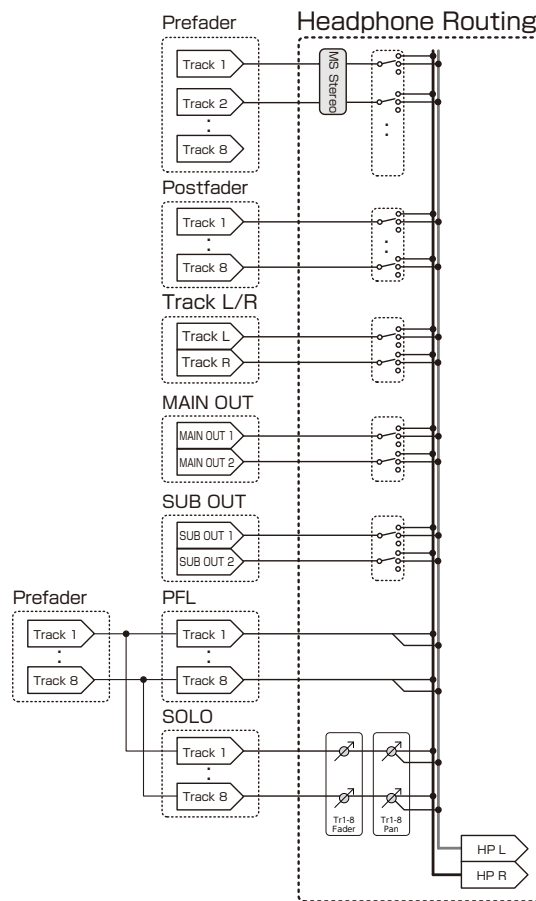 Prefader
Headphone Routing
Track 1
Track 2
:
Track 8
MS Stereo
:
Postfader
Track 1
:
Track 8
:
Track L/R
Track L
Track R
MAIN OUT
MAIN OUT 1
MAIN OUT 2
SUB OUT
SUB OUT 1
SUB OUT 2
Prefader
Track 1
:
Track 8
PFL
Track 1
:
Track 8
SOLO
Track 1
:
Track 8
Tr1-8
Fader
Tr1-8
Pan
HP L
HP R